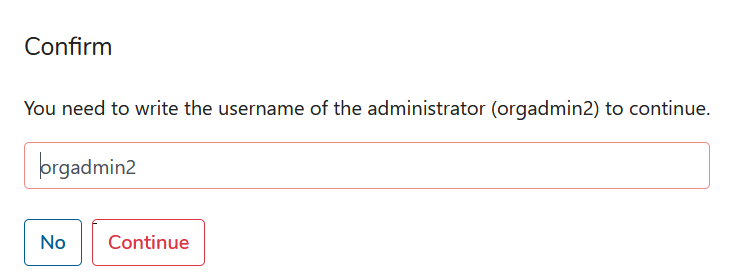 Confirm
You need to write the username of the administrator (orgadmin2) to continue.
orgadmin2
No
Continue